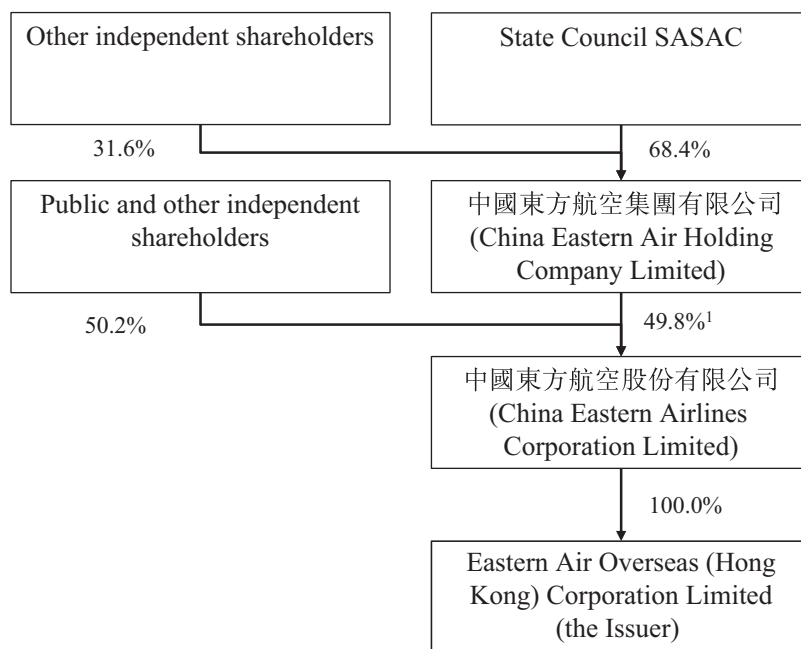 Other independent shareholders
State Council SASAC
31.6%
68.4%
Public and other independent
shareholders
中國東方航空集團有限公司
(China Eastern Air Holding
Company Limited)
50.2%
49.8%¹
中國東方航空股份有限公司
(China Eastern Airlines
Corporation Limited)
100.0%
Eastern Air Overseas (Hong
Kong) Corporation Limited
(the Issuer)